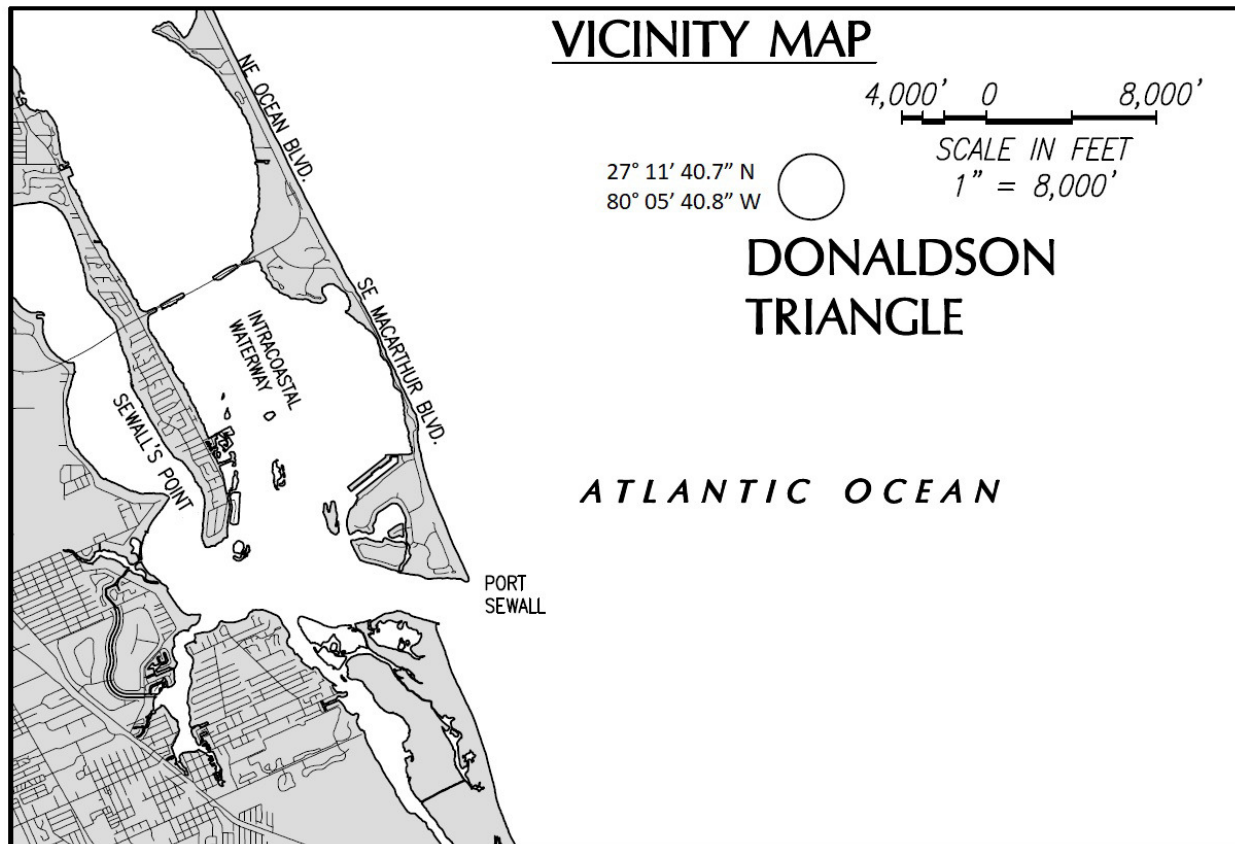 VICINITY MAP
4,000' 0 8,000'
SCALE IN FEET
1" = 8,000'
27° 11' 40.7" N
80° 05' 40.8" W
DONALDSON
TRIANGLE
NE OCEAN BLVD.
SE MACARTHUR BLVD.
INTRACOASTAL
WATERWAY
SEWALL'S POINT
ATLANTIC OCEAN
PORT
SEWALL